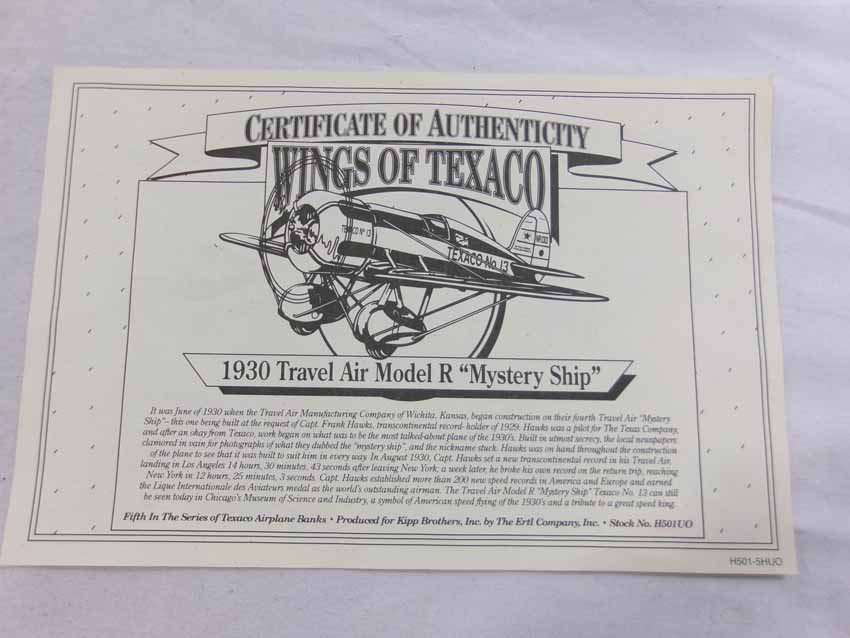 CERTIFICATE OF AUTHENTICITY
WINGS OF TEXACO
TEXACO Nº 13
TEXACO No. 13
1930 Travel Air Model R “Mystery Ship”
It was June of 1930 when the Travel Air Manufacturing Company of Wichita, Kansas, began construction on their fourth Travel Air “Mystery
Ship”–this one being built at the request of Capt. Frank Hawks, transcontinental record-holder of 1929. Hawks was a pilot for The Texas Company,
and after an okay from Texaco, work began on what was to be the most talked-about plane of the 1930's. Built in utmost secrecy, the local newspapers
clamored in vain for photographs of what they dubbed the “mystery ship”, and the nickname stuck. Hawks was on hand throughout the construction
of the plane to see that it was built to suit him in every way. In August 1930, Capt. Hawks set a new transcontinental record in his Travel Air,
landing in Los Angeles 14 hours, 30 minutes, 43 seconds after leaving New York; a week later, he broke his own record on the return trip, reaching
New York in 12 hours, 25 minutes, 3 seconds. Capt. Hawks established more than 200 new speed records in America and Europe and earned
the Lique Internationale des Aviateurs medal as the world's outstanding airman. The Travel Air Model R “Mystery Ship” Texaco No. 13 can still
be seen today in Chicago's Museum of Science and Industry, a symbol of American speed flying of the 1930's and a tribute to a great speed king.
Fifth In The Series of Texaco Airplane Banks • Produced for Kipp Brothers, Inc. by The Ertl Company, Inc. • Stock No. H501UO
H501-5HUO